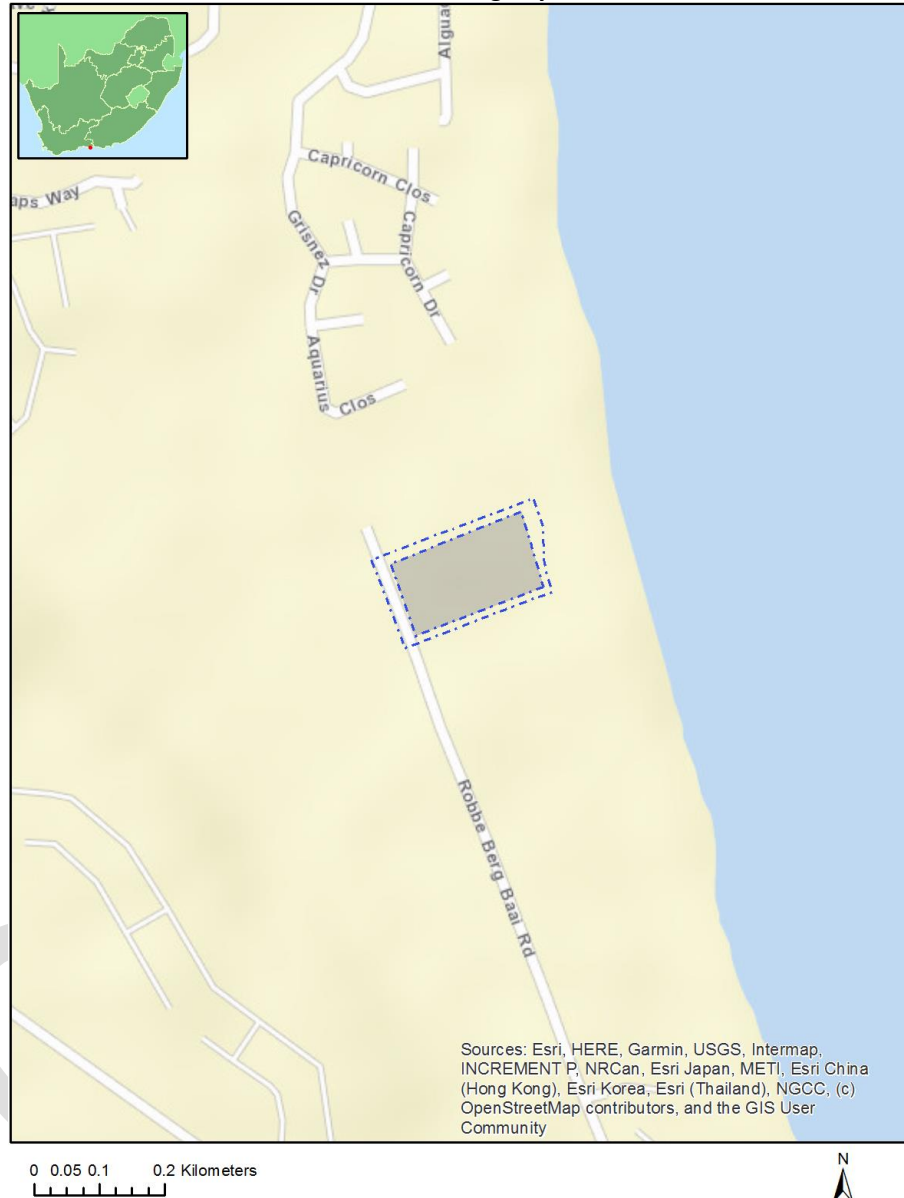 Alguar
Capricorn Clos
aps Way
Grisnez Dr
Capricorn Dr
Aquarius Clos
Robbe Berg Baai Rd
Sources: Esri, HERE, Garmin, USGS, Intermap,
INCREMENT P, NRCan, Esri Japan, METI, Esri China
(Hong Kong), Esri Korea, Esri (Thailand), NGCC, (c)
OpenStreetMap contributors, and the GIS User
Community
0 0.05 0.1 0.2 Kilometers
N